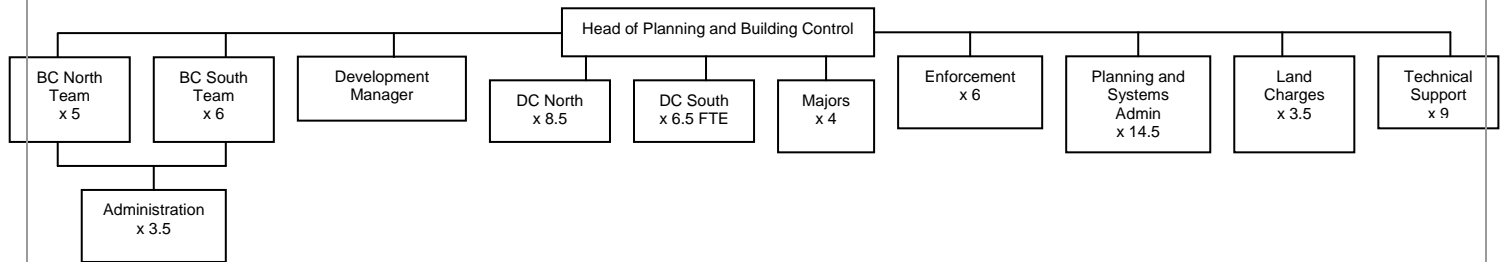 Head of Planning and Building Control
BC North
Team
x 5
BC South
Team
x 6
Development
Manager
DC North
x 8.5
DC South
x 6.5 FTE
Majors
x 4
Enforcement
x 6
Planning and
Systems
Admin
x 14.5
Land
Charges
x 3.5
Technical
Support
x 9
Administration
x 3.5